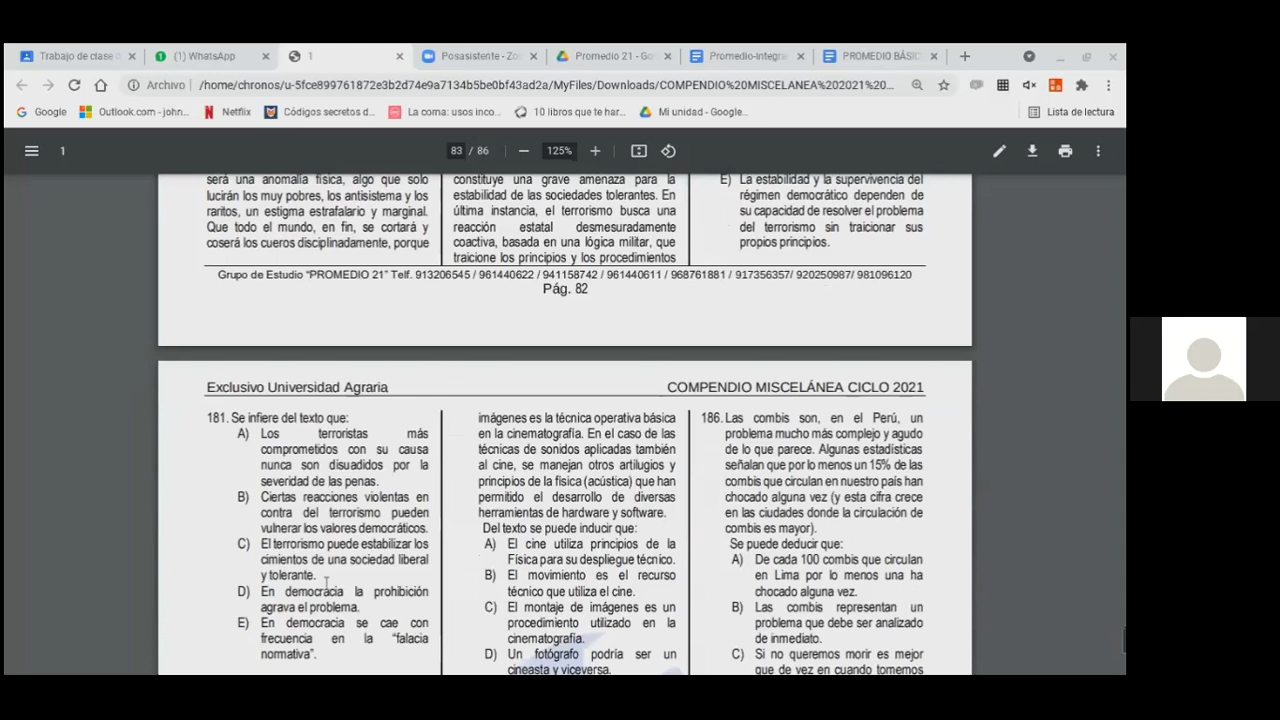 Trabajo de clase d
(1) WhatsApp
1
Posasistente - Zo
Promedio 21 - Go
Promedio-Integra
PROMEDIO BÁSIC
Archivo
/home/chronos/u-5fce899761872e3b2d74e9a7134b5be0bf43ad2a/MyFiles/Downloads/COMPENDIO%20MISCELANEA%202021%20...
Google
Outlook.com - john...
Netflix
Códigos secretos d...
La coma: usos inco...
10 libros que te har...
Mi unidad - Google...
Lista de lectura
1
83 / 86
125%
será una anomalía física, algo que solo
lucirán los muy pobres, los antisistema y los
raritos, un estigma estrafalario y marginal.
Que todo el mundo, en fin, se cortará y
coserá los cueros disciplinadamente, porque
constituye una grave amenaza para la
estabilidad de las sociedades tolerantes. En
última instancia, el terrorismo busca una
reacción estatal desmesuradamente
coactiva, basada en una lógica militar, que
traicione los principios y los procedimientos
E) La estabilidad y la supervivencia del
régimen democrático dependen de
su capacidad de resolver el problema
del terrorismo sin traicionar sus
propios principios.
Grupo de Estudio “PROMEDIO 21” Telf. 913206545 / 961440622 / 941158742 / 961440611 / 968761881 / 917356357/ 920250987/ 981096120
Pág. 82
Exclusivo Universidad Agraria
COMPENDIO MISCELÁNEA CICLO 2021
181. Se infiere del texto que:
A) Los terroristas más
comprometidos con su causa
nunca son disuadidos por la
severidad de las penas.
B) Ciertas reacciones violentas en
contra del terrorismo pueden
vulnerar los valores democráticos.
C) El terrorismo puede estabilizar los
cimientos de una sociedad liberal
y tolerante.
D) En democracia la prohibición
agrava el problema.
E) En democracia se cae con
frecuencia en la “falacia
normativa”.
imágenes es la técnica operativa básica
en la cinematografía. En el caso de las
técnicas de sonidos aplicadas también
al cine, se manejan otros artilugios y
principios de la física (acústica) que han
permitido el desarrollo de diversas
herramientas de hardware y software.
Del texto se puede inducir que:
A) El cine utiliza principios de la
Física para su despliegue técnico.
B) El movimiento es el recurso
técnico que utiliza el cine.
C) El montaje de imágenes es un
procedimiento utilizado en la
cinematografía.
D) Un fotógrafo podría ser un
cineasta y viceversa.
186. Las combis son, en el Perú, un
problema mucho más complejo y agudo
de lo que parece. Algunas estadísticas
señalan que por lo menos un 15% de las
combis que circulan en nuestro país han
chocado alguna vez (y esta cifra crece
en las ciudades donde la circulación de
combis es mayor).
Se puede deducir que:
A) De cada 100 combis que circulan
en Lima por lo menos una ha
chocado alguna vez.
B) Las combis representan un
problema que debe ser analizado
de inmediato.
C) Si no queremos morir es mejor
que de vez en cuando tomemos